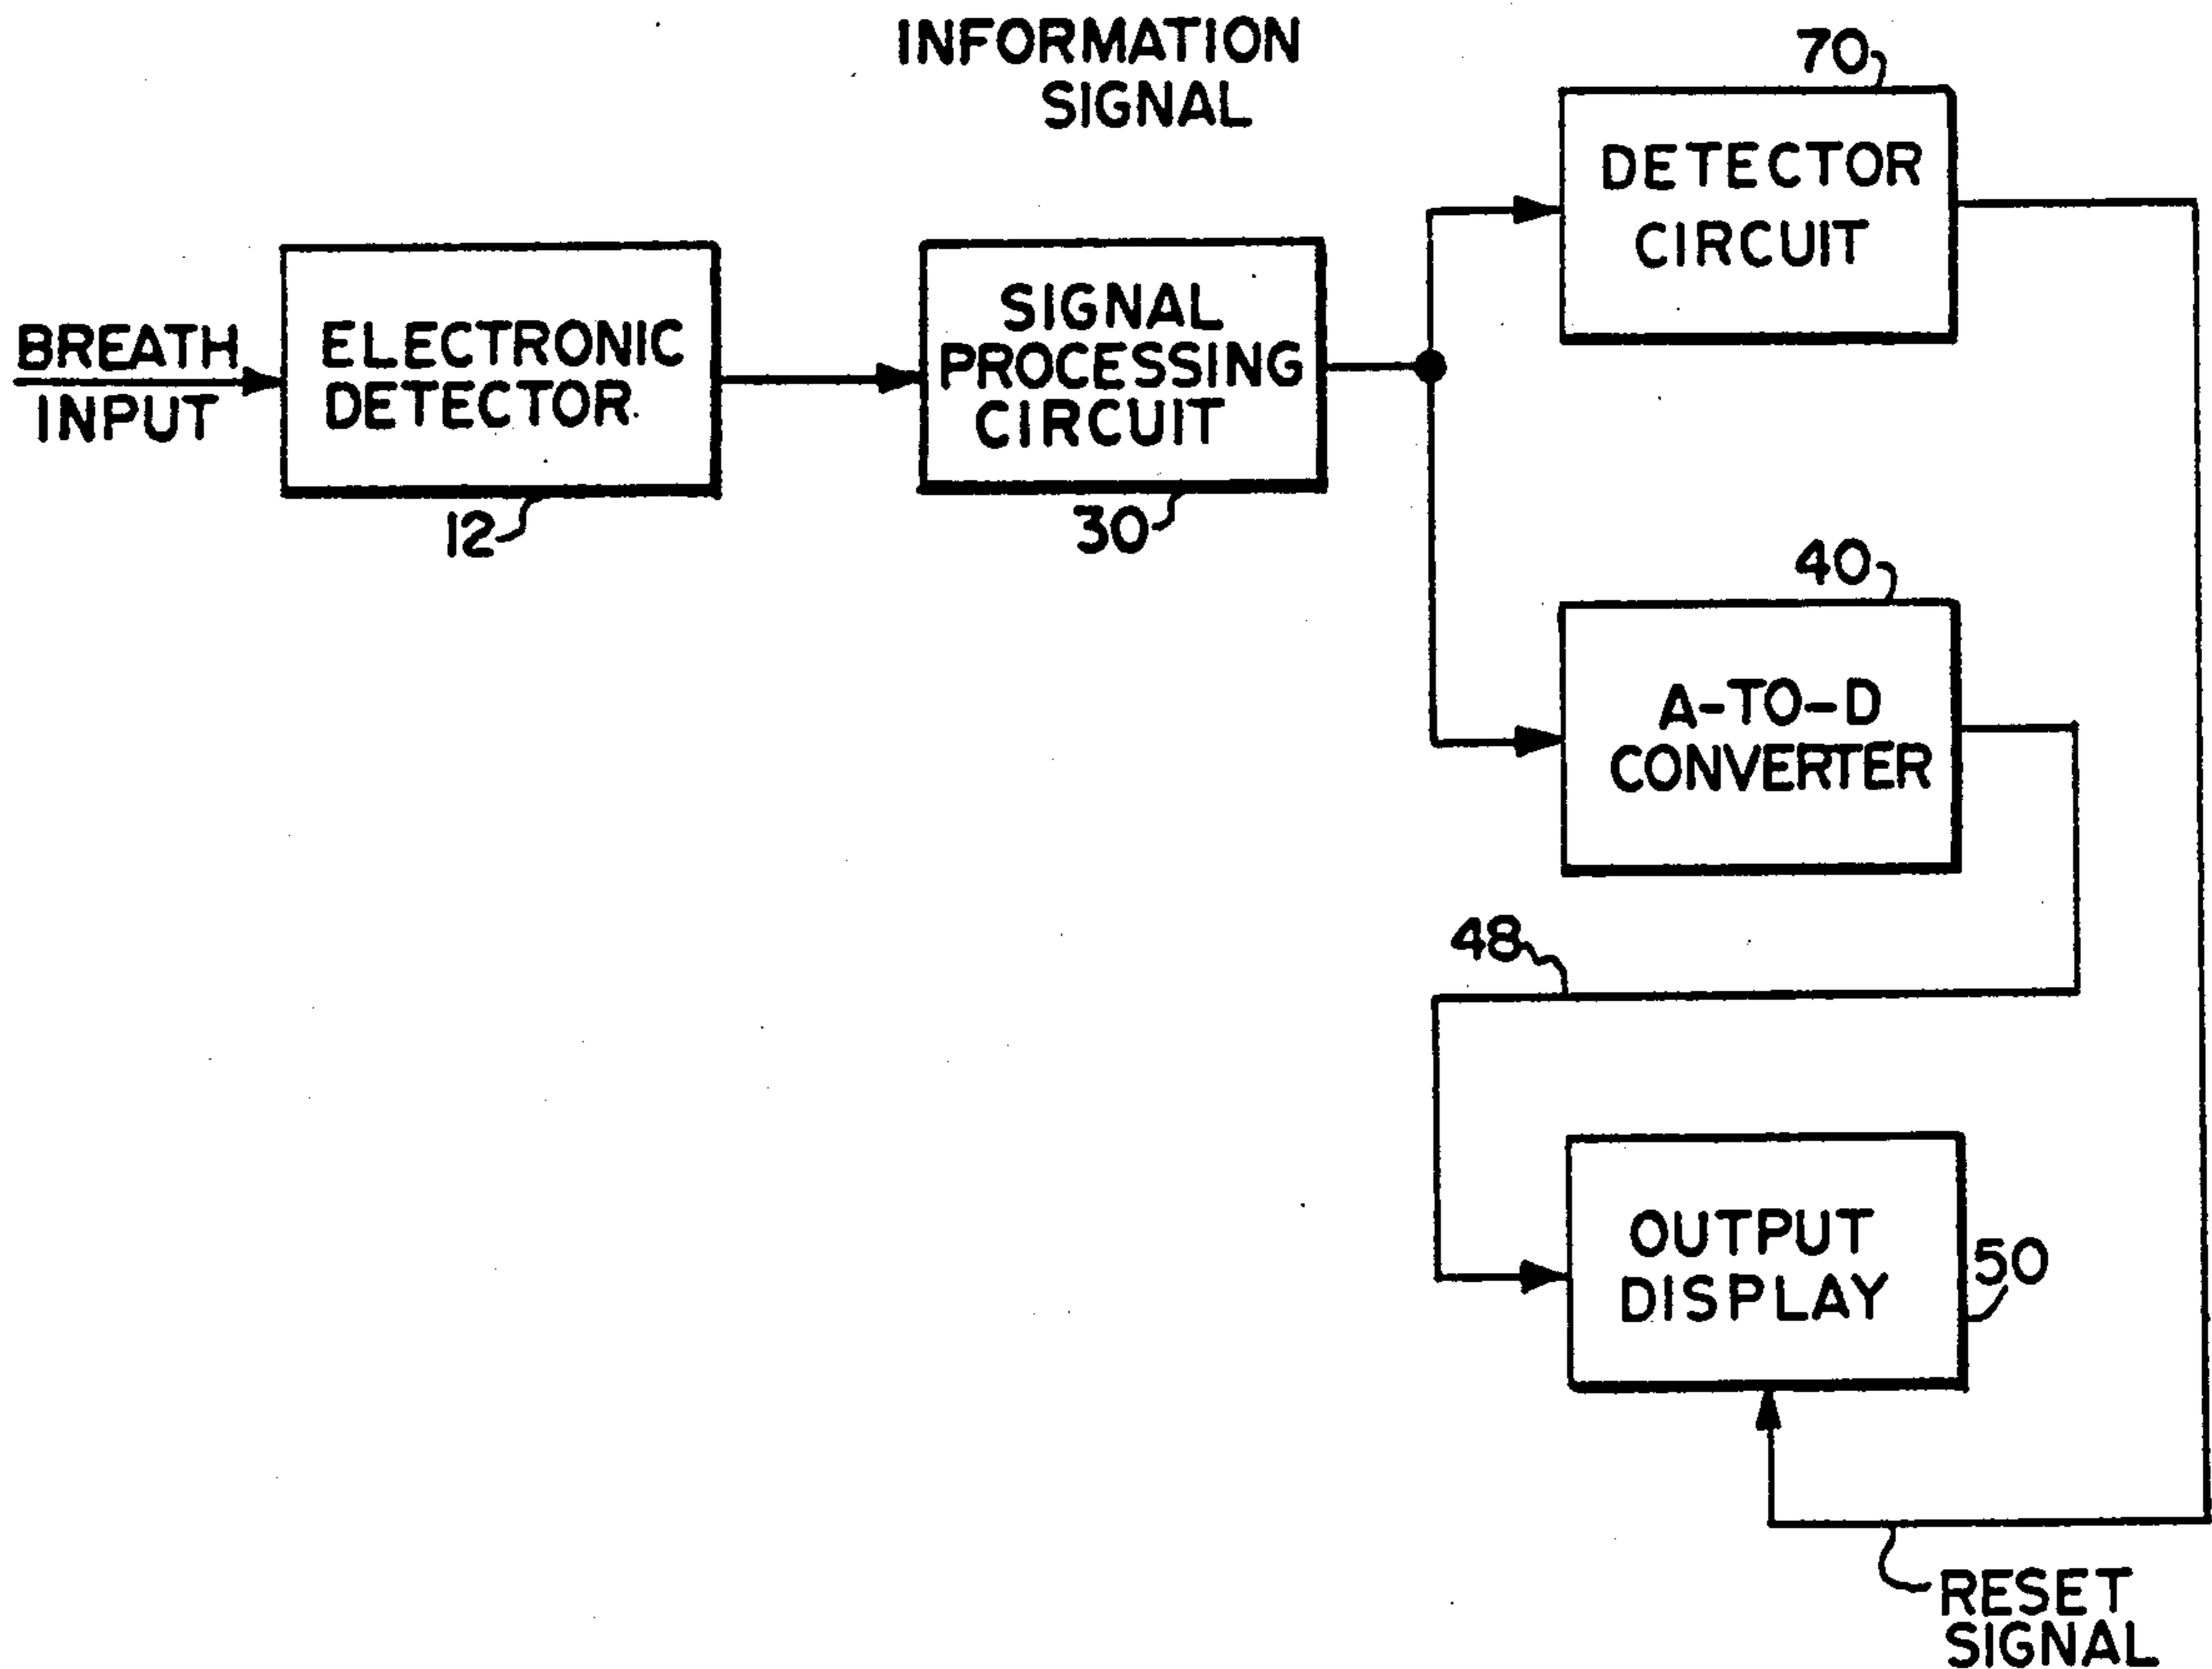 INFORMATION
SIGNAL
70
DETECTOR
CIRCUIT
BREATH
INPUT
ELECTRONIC
DETECTOR
12
SIGNAL
PROCESSING
CIRCUIT
30
40
A-TO-D
CONVERTER
48
OUTPUT
DISPLAY
50
RESET
SIGNAL